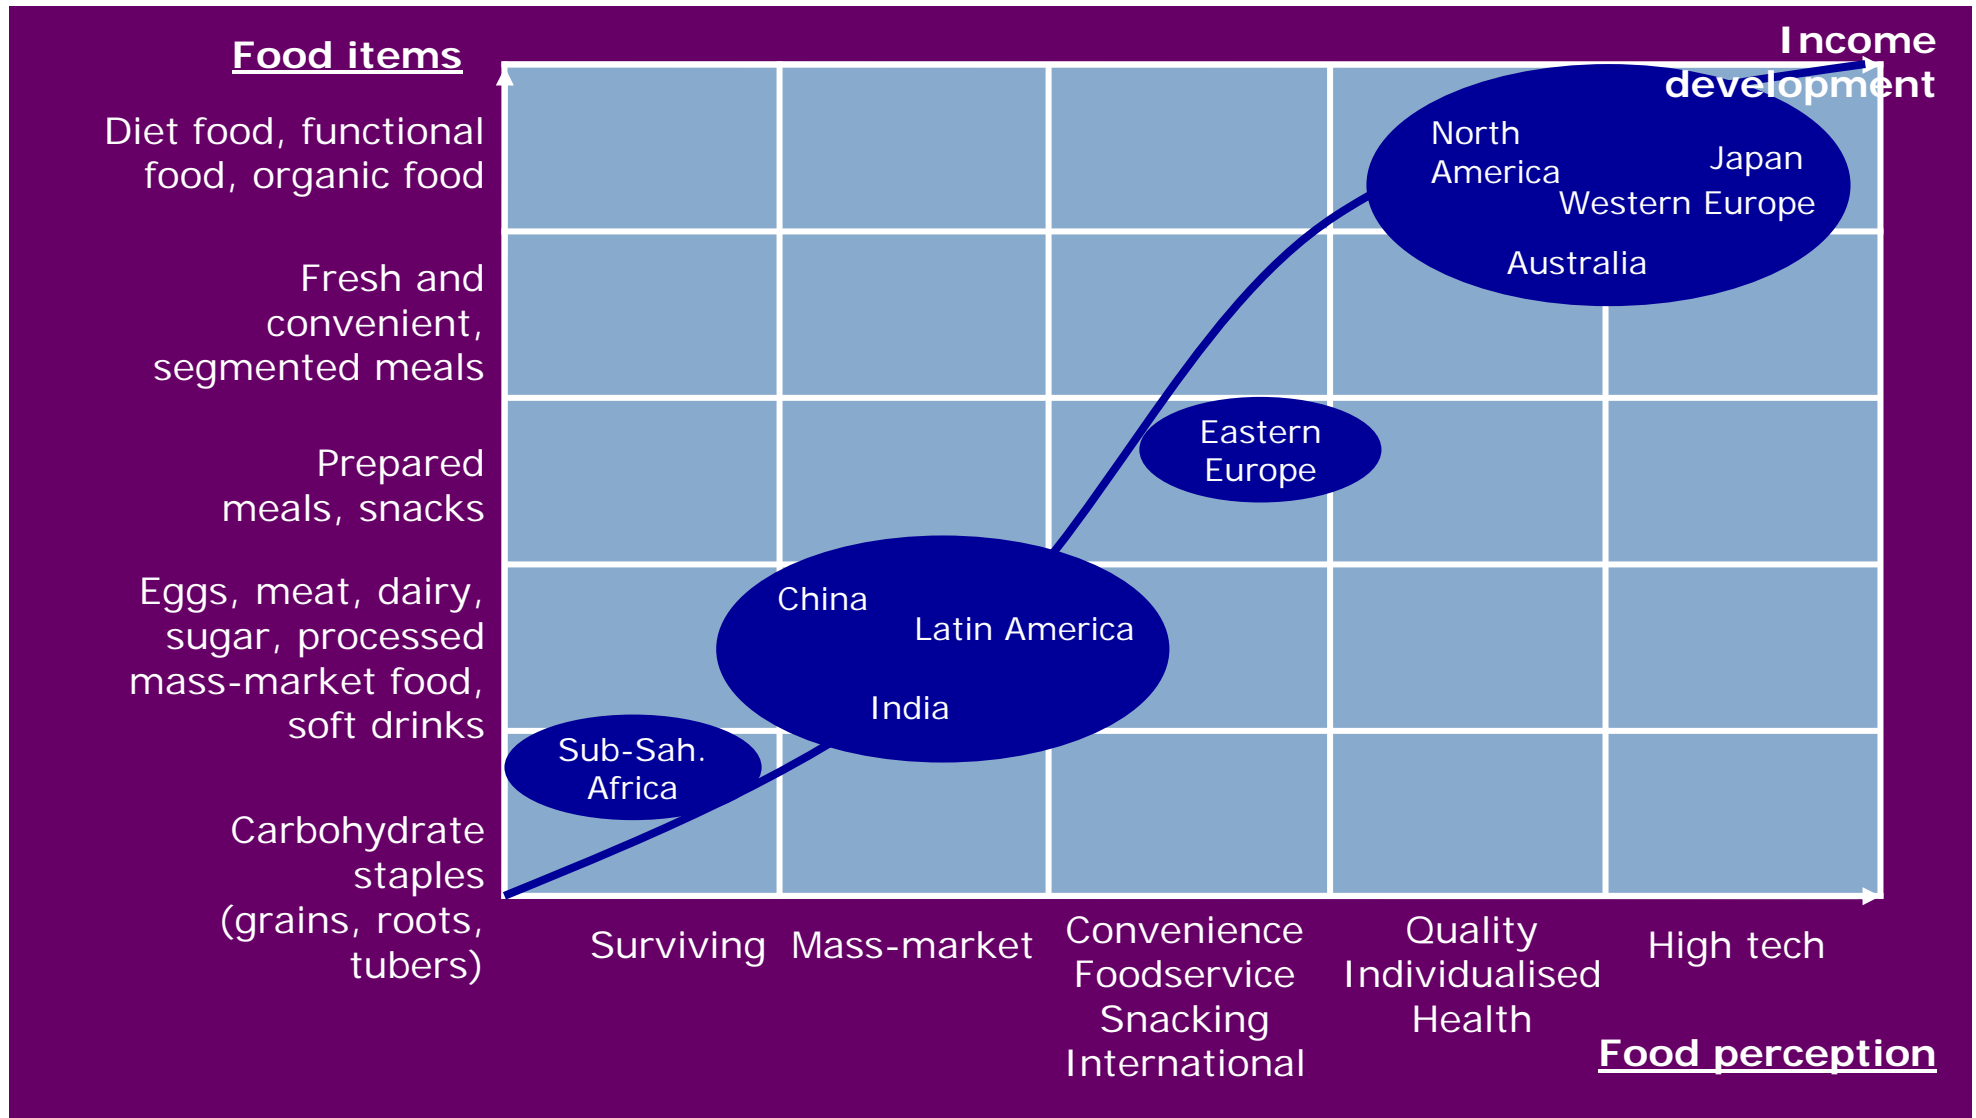 Food items
Income
development
Diet food, functional
food, organic food
Fresh and
convenient,
segmented meals
Prepared
meals, snacks
Eggs, meat, dairy,
sugar, processed
mass-market food,
soft drinks
Carbohydrate
staples
(grains, roots,
tubers)
North
America
Japan
Western Europe
Australia
Eastern
Europe
China
Latin America
India
Sub-Sah.
Africa
Surviving
Mass-market
Convenience
Foodservice
Snacking
International
Quality
Individualised
Health
High tech
Food perception